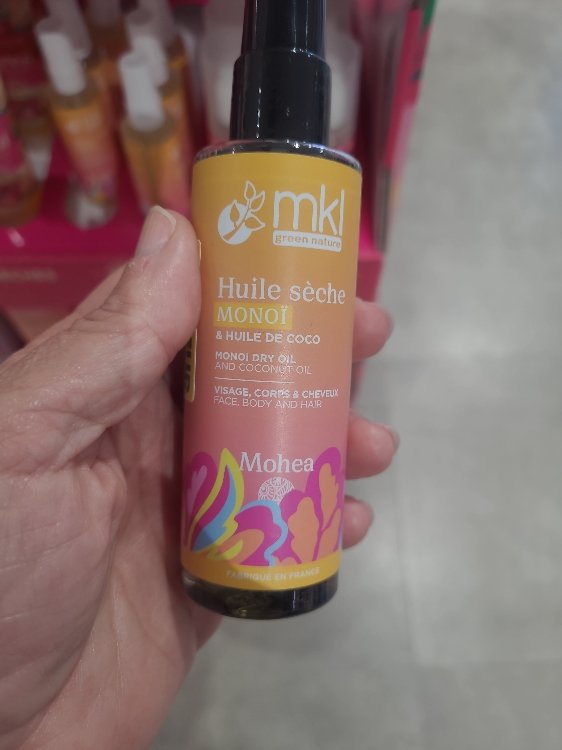 mkl
green nature
Huile sèche
MONOÏ
& HUILE DE COCO
MONOI DRY OIL
AND COCONUT OIL
VISAGE, CORPS & CHEVEUX
FACE, BODY AND HAIR
Mohea
FABRIQUÉ EN FRANCE